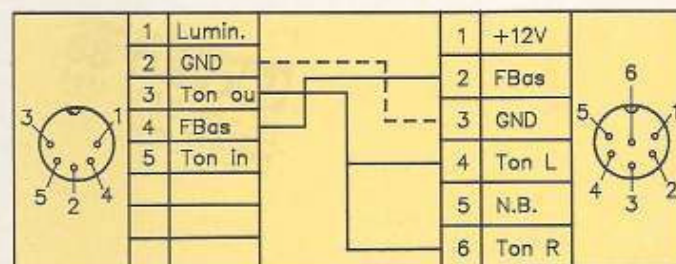 1 Lumin.
2 GND
3 Ton ou
4 FBas
5 Ton in
3
1
5
2
4
1 +12V
2 FBas
3 GND
4 Ton L
5 N.B.
6 Ton R
6
5
1
4
3
2